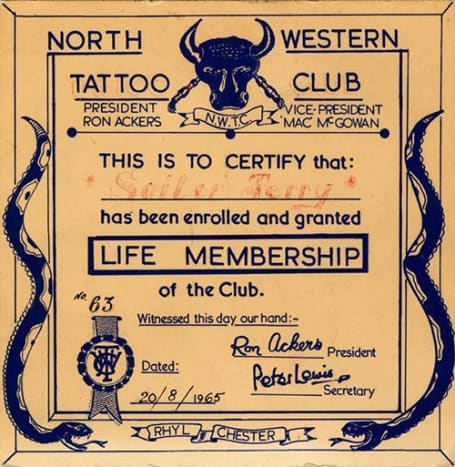 NORTH WESTERN
TATTOO CLUB
PRESIDENT
RON ACKERS
VICE-PRESIDENT
MAC McGOWAN
N.W.T.C.
THIS IS TO CERTIFY that:
* Sailor Terry *
has been enrolled and granted
LIFE MEMBERSHIP
of the Club.
No. 63
Witnessed this day our hand:-
Ron Ackers President
Dated:
Peter Lewis
Secretary
20/8/1965
RHYL CHESTER